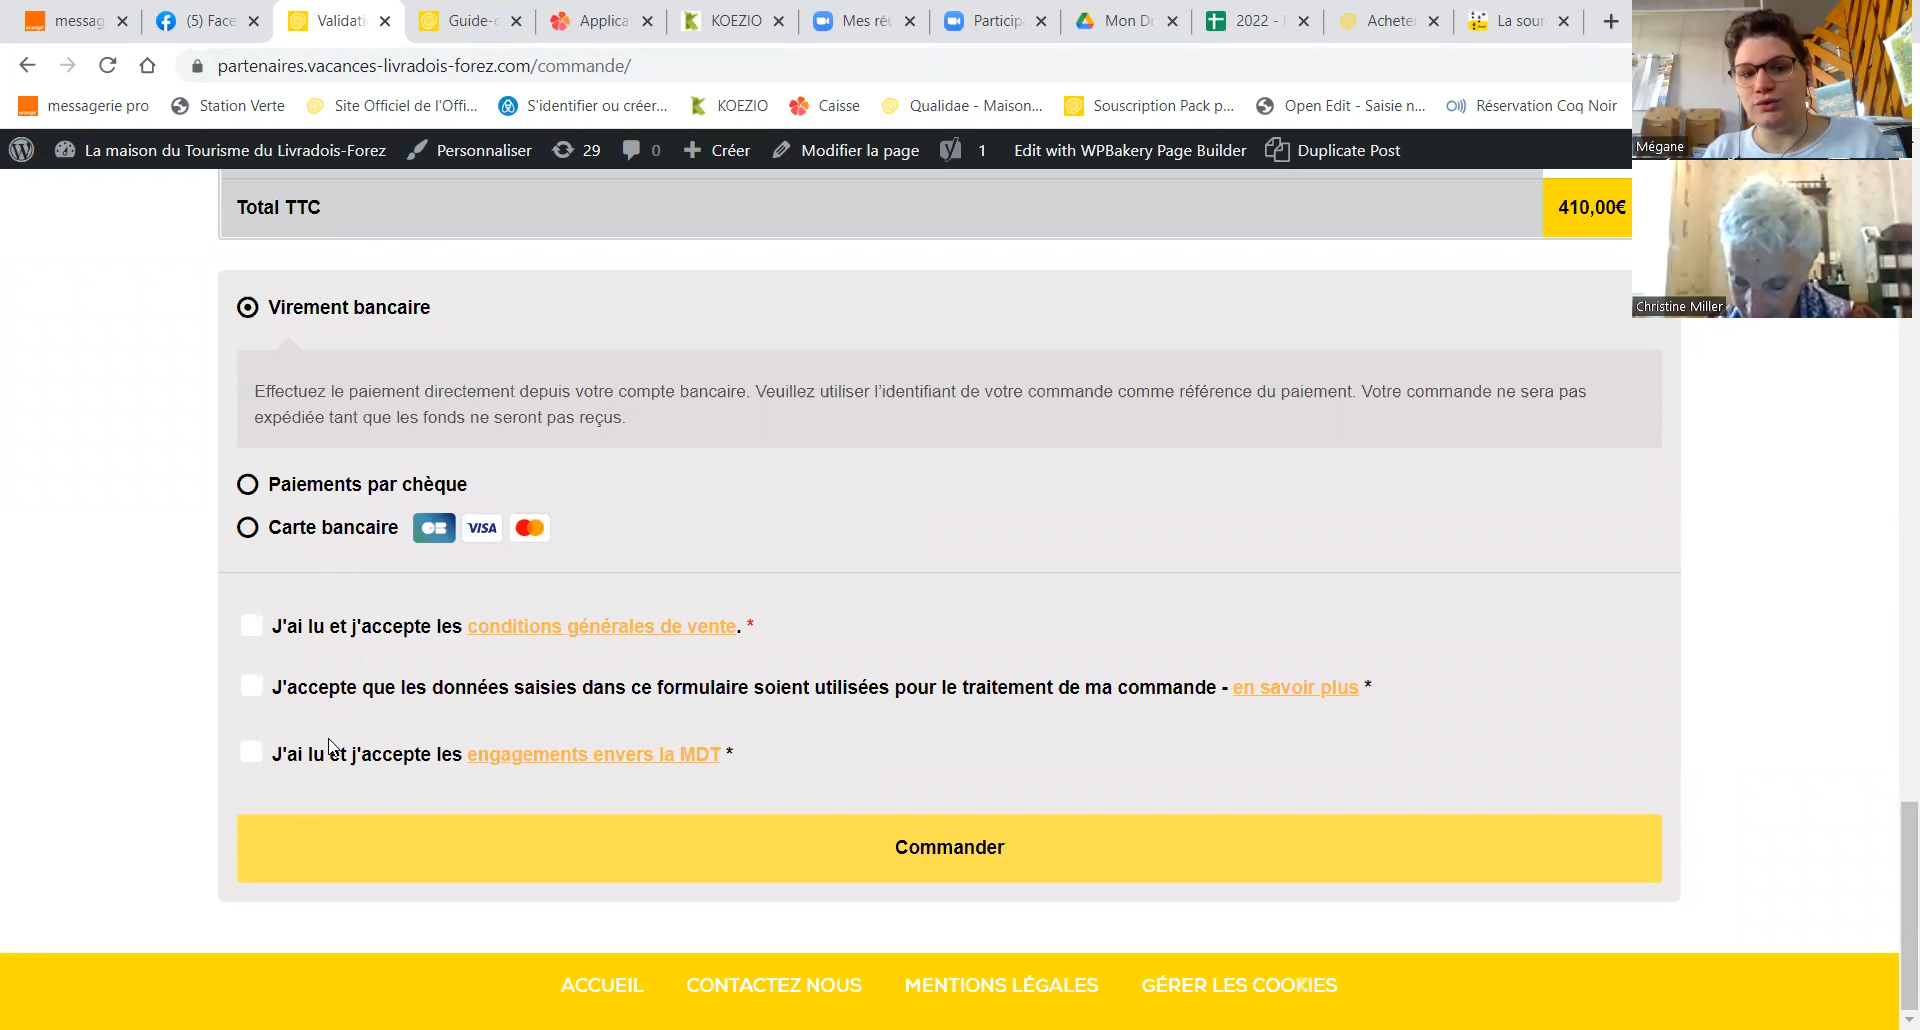 messag
(5) Face
Validati
Guide-
Applica
KOEZIO
Mes ré
Particip
Mon D
2022 -
Achete
La sou
partenaires.vacances-livradois-forez.com/commande/
messagerie pro
Station Verte
Site Officiel de l'Offi...
S'identifier ou créer...
KOEZIO
Caisse
Qualidae - Maison...
Souscription Pack p...
Open Edit - Saisie n...
Réservation Coq Noir
La maison du Tourisme du Livradois-Forez
Personnaliser
29
0
Créer
Modifier la page
1
Edit with WPBakery Page Builder
Duplicate Post
Mégane
Christine Miller
Total TTC
410,00€
Virement bancaire
Effectuez le paiement directement depuis votre compte bancaire. Veuillez utiliser l'identifiant de votre commande comme référence du paiement. Votre commande ne sera pas
expédiée tant que les fonds ne seront pas reçus.
Paiements par chèque
Carte bancaire
VISA
J'ai lu et j'accepte les conditions générales de vente. *
J'accepte que les données saisies dans ce formulaire soient utilisées pour le traitement de ma commande - en savoir plus *
J'ai lu et j'accepte les engagements envers la MDT *
Commander
ACCUEIL
CONTACTEZ NOUS
MENTIONS LÉGALES
GÉRER LES COOKIES